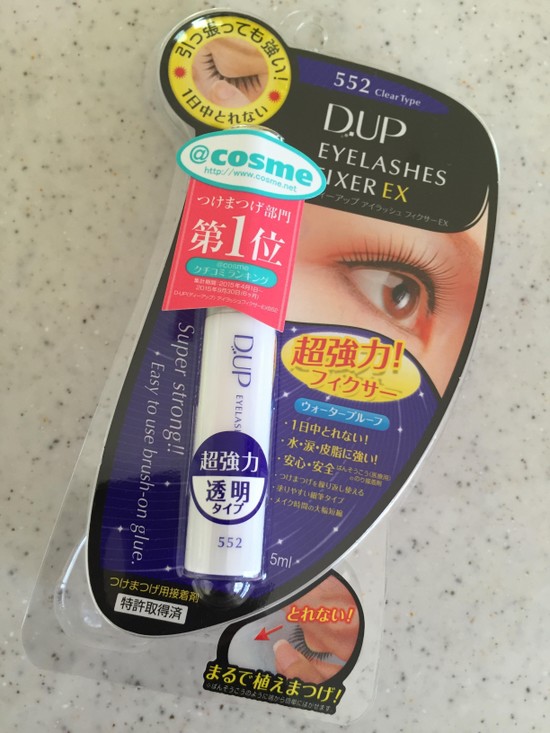 引っ張っても強い!
1日中とれない
552 ClearType
D.UP
EYELASHES
FIXER EX
ディーアップ アイラッシュ フィクサーEX
@cosme
http://www.cosme.net
つけまつげ部門
第1位
@cosme
クチコミランキング
超強力!
フィクサー
ウォータープルーフ
・1日中とれない!
・水・涙・皮脂に強い!
・安心・安全
・つけまつげを繰り返し使える
・塗りやすい細筆タイプ
・メイク時間の大幅短縮
D.UP
EYELAS
超強力
透明
タイプ
552
5ml
Super strong!!
Easy to use brush-on glue.
つけまつげ用接着剤
特許取得済
とれない!
まるで植えまつげ!